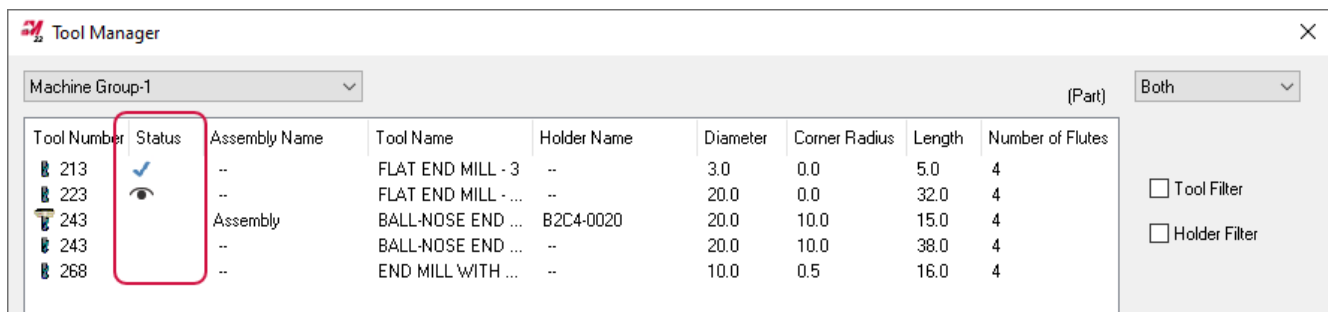 22 Tool Manager
Machine Group-1 (Part) Both
Tool Number Status Assembly Name Tool Name Holder Name Diameter Corner Radius Length Number of Flutes
213 -- FLAT END MILL - 3 -- 3.0 0.0 5.0 4
223 -- FLAT END MILL - ... -- 20.0 0.0 32.0 4
243 Assembly BALL-NOSE END ... B2C4-0020 20.0 10.0 15.0 4
243 -- BALL-NOSE END ... -- 20.0 10.0 38.0 4
268 -- END MILL WITH ... -- 10.0 0.5 16.0 4
Tool Filter
Holder Filter